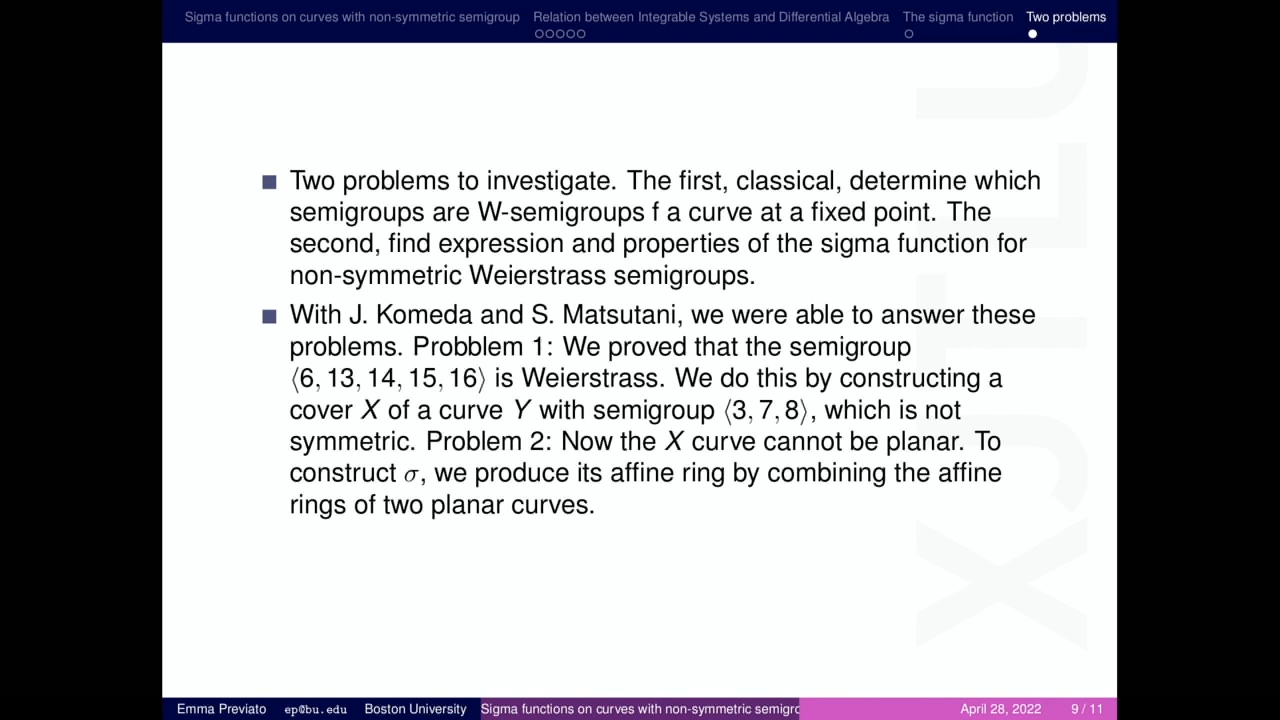 Sigma functions on curves with non-symmetric semigroup Relation between Integrable Systems and Differential Algebra The sigma function Two problems
Two problems to investigate. The first, classical, determine which
semigroups are W-semigroups f a curve at a fixed point. The
second, find expression and properties of the sigma function for
non-symmetric Weierstrass semigroups.
With J. Komeda and S. Matsutani, we were able to answer these
problems. Probblem 1: We proved that the semigroup
⟨6, 13, 14, 15, 16⟩ is Weierstrass. We do this by constructing a
cover X of a curve Y with semigroup ⟨3, 7, 8⟩, which is not
symmetric. Problem 2: Now the X curve cannot be planar. To
construct σ, we produce its affine ring by combining the affine
rings of two planar curves.
XJTLU
Emma Previato ep@bu.edu Boston University Sigma functions on curves with non-symmetric semigro April 28, 2022 9 / 11